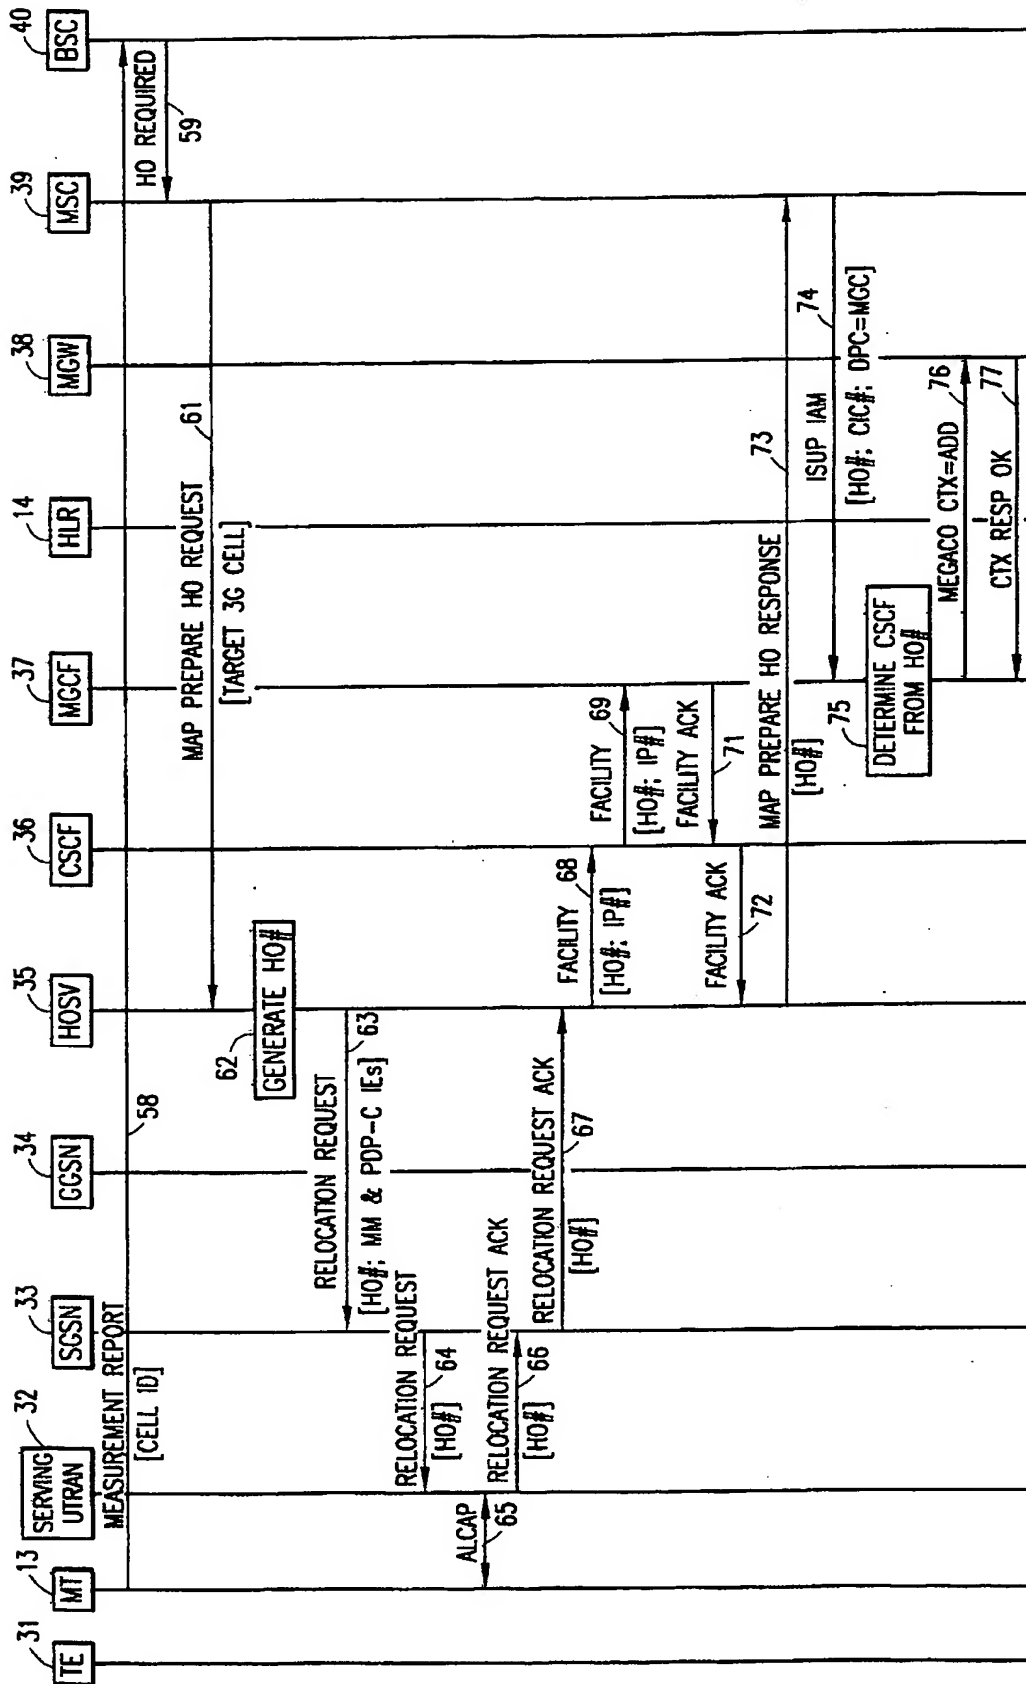 31
TE
13
MT
32
SERVING
UTRAN
33
SGSN
34
GGSN
35
HOSV
36
CSCF
37
MGCF
14
HLR
38
MGW
39
MSC
40
BSC
MEASUREMENT REPORT
[CELL ID]
58
HO REQUIRED
59
MAP PREPARE HO REQUEST
61
[TARGET 3G CELL]
62
GENERATE HO#
RELOCATION REQUEST
63
[HO#; MM & PDP-C IEs]
RELOCATION REQUEST
64
[HO#]
ALCAP
65
RELOCATION REQUEST ACK
66
[HO#]
RELOCATION REQUEST ACK
67
[HO#]
FACILITY
68
[HO#; IP#]
FACILITY
69
[HO#; IP#]
FACILITY ACK
71
FACILITY ACK
72
MAP PREPARE HO RESPONSE
73
[HO#]
ISUP IAM
74
[HO#; CIC#; DPC=MGC]
75
DETERMINE CSCF
FROM HO#
MEGACO CTX=ADD
76
CTX RESP OK
77